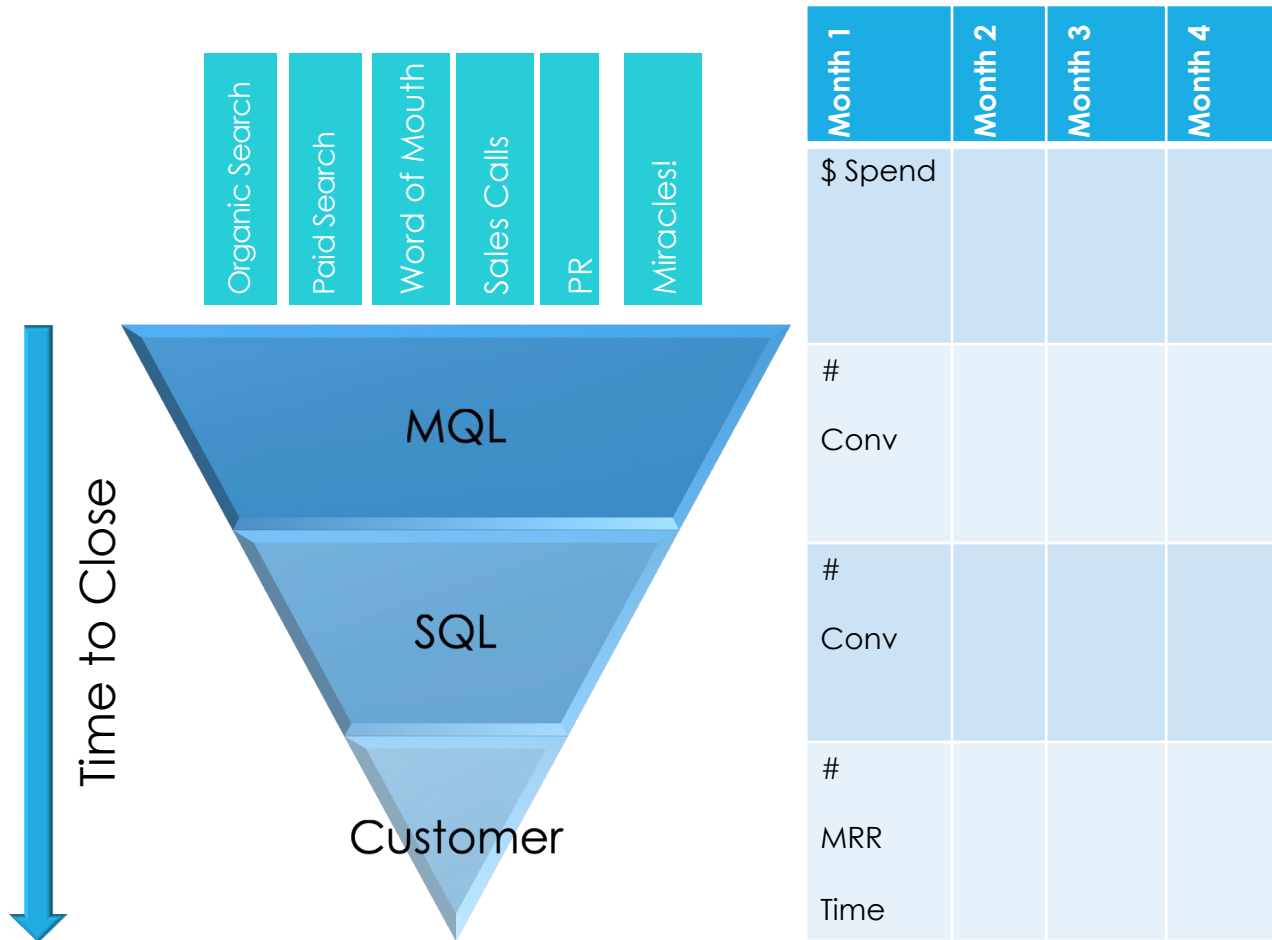 Organic Search
Paid Search
Word of Mouth
Sales Calls
PR
Miracles!
Time to Close
MQL
SQL
Customer
Month 1
Month 2
Month 3
Month 4
$ Spend
#
Conv
#
Conv
#
MRR
Time